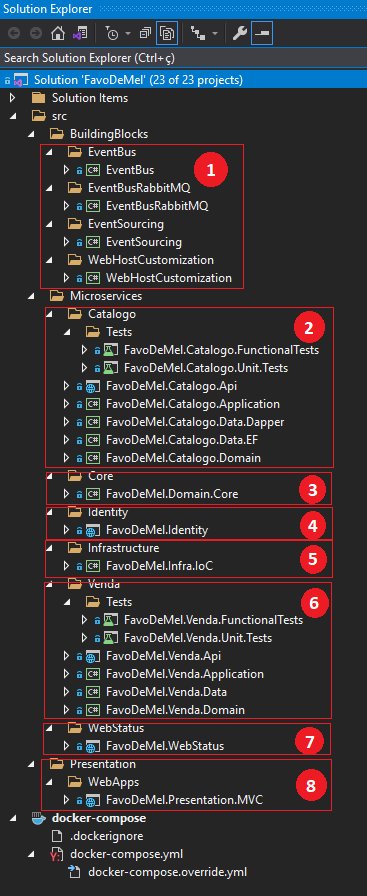 Solution Explorer
Search Solution Explorer (Ctrl+ç)
Solution 'FavoDeMel' (23 of 23 projects)
Solution Items
src
BuildingBlocks
EventBus
C# EventBus
1
EventBusRabbitMQ
C# EventBusRabbitMQ
EventSourcing
C# EventSourcing
WebHostCustomization
C# WebHostCustomization
Microservices
Catalogo
2
Tests
FavoDeMel.Catalogo.FunctionalTests
FavoDeMel.Catalogo.Unit.Tests
FavoDeMel.Catalogo.Api
C# FavoDeMel.Catalogo.Application
C# FavoDeMel.Catalogo.Data.Dapper
C# FavoDeMel.Catalogo.Data.EF
C# FavoDeMel.Catalogo.Domain
Core
C# FavoDeMel.Domain.Core
3
Identity
FavoDeMel.Identity
4
Infrastructure
C# FavoDeMel.Infra.IoC
5
Venda
6
Tests
FavoDeMel.Venda.FunctionalTests
FavoDeMel.Venda.Unit.Tests
FavoDeMel.Venda.Api
C# FavoDeMel.Venda.Application
C# FavoDeMel.Venda.Data
C# FavoDeMel.Venda.Domain
WebStatus
FavoDeMel.WebStatus
7
Presentation
WebApps
8
FavoDeMel.Presentation.MVC
docker-compose
.dockerignore
Y: docker-compose.yml
docker-compose.override.yml